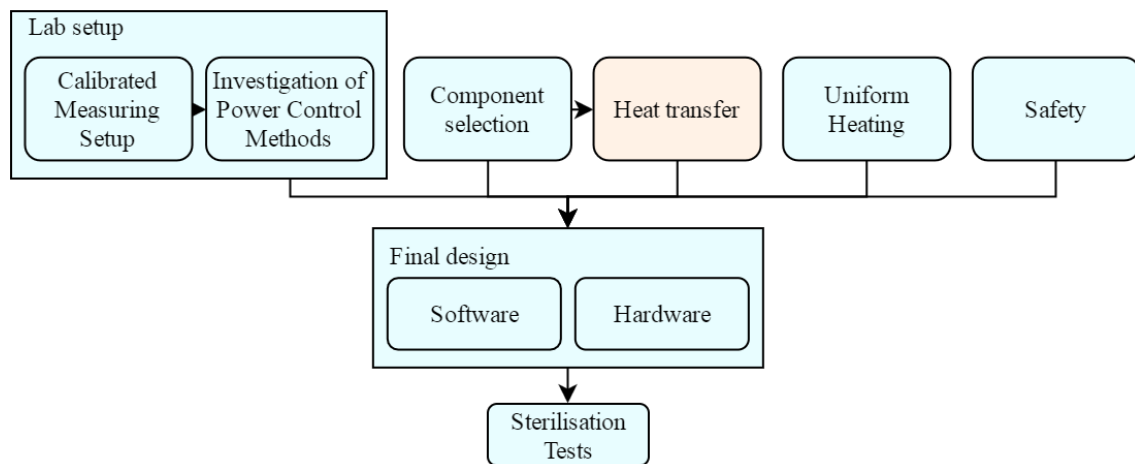 Lab setup
Calibrated
Measuring
Setup
Investigation of
Power Control
Methods
Component
selection
Heat transfer
Uniform
Heating
Safety
Final design
Software
Hardware
Sterilisation
Tests